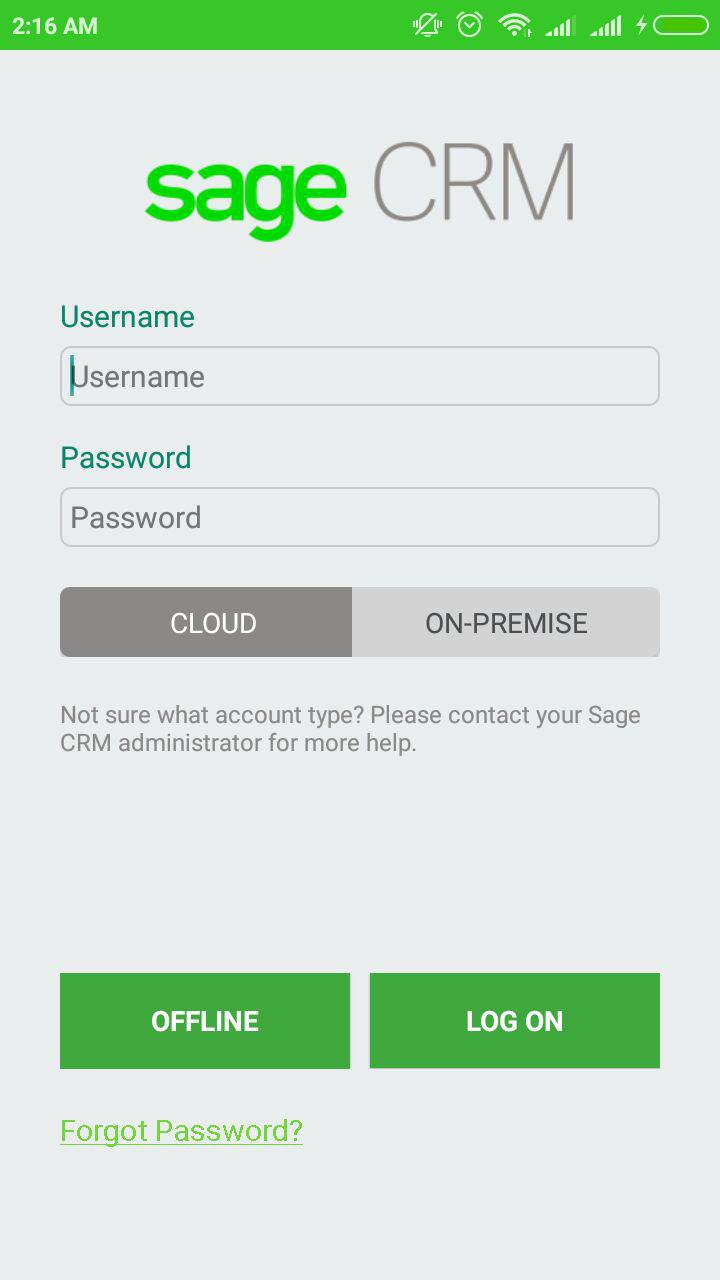 2:16 AM
sage CRM
Username
Username
Password
Password
CLOUD
ON-PREMISE
Not sure what account type? Please contact your Sage
CRM administrator for more help.
OFFLINE
LOG ON
Forgot Password?